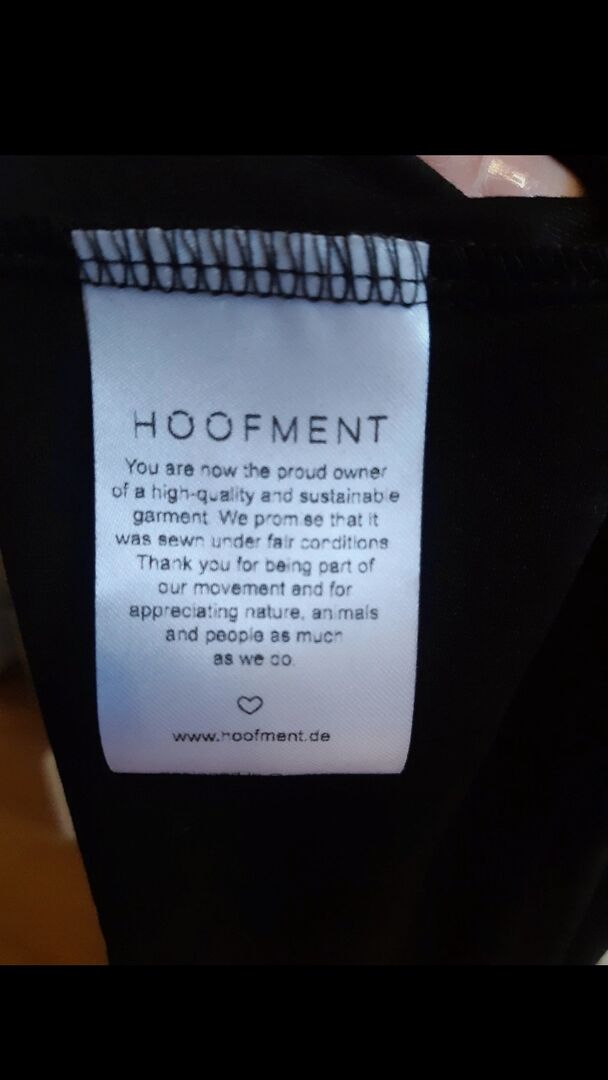 HOOFMENT
You are now the proud owner
of a high-quality and sustainable
garment. We promise that it
was sewn under fair conditions
Thank you for being part of
our movement and for
appreciating nature, animals
and people as much
as we do.
www.hoofment.de